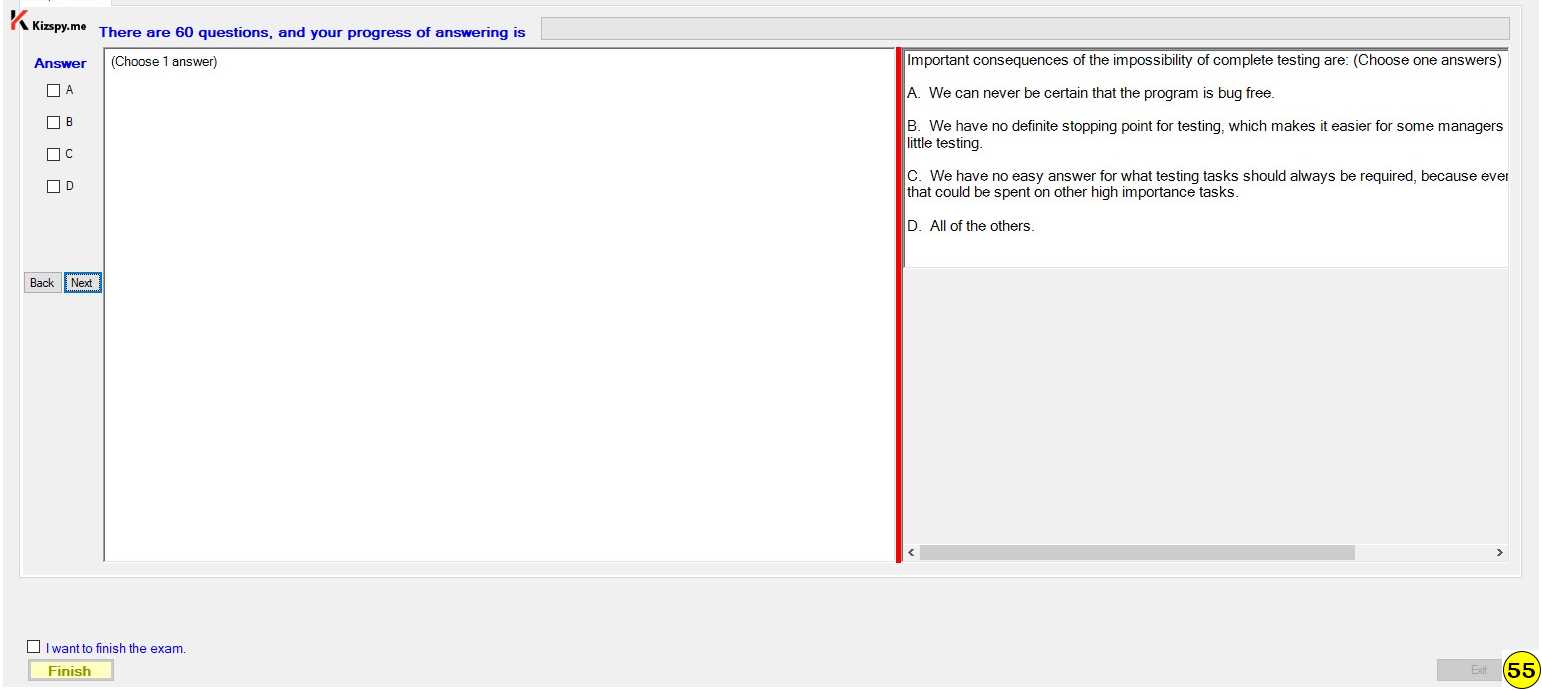 Kizspy.me
There are 60 questions, and your progress of answering is
Answer
A
B
C
D
Back
Next
(Choose 1 answer)
Important consequences of the impossibility of complete testing are: (Choose one answers)
A. We can never be certain that the program is bug free.
B. We have no definite stopping point for testing, which makes it easier for some managers
little testing.
C. We have no easy answer for what testing tasks should always be required, because
that could be spent on other high importance tasks.
D. All of the others.
I want to finish the exam.
Finish
Exit
55